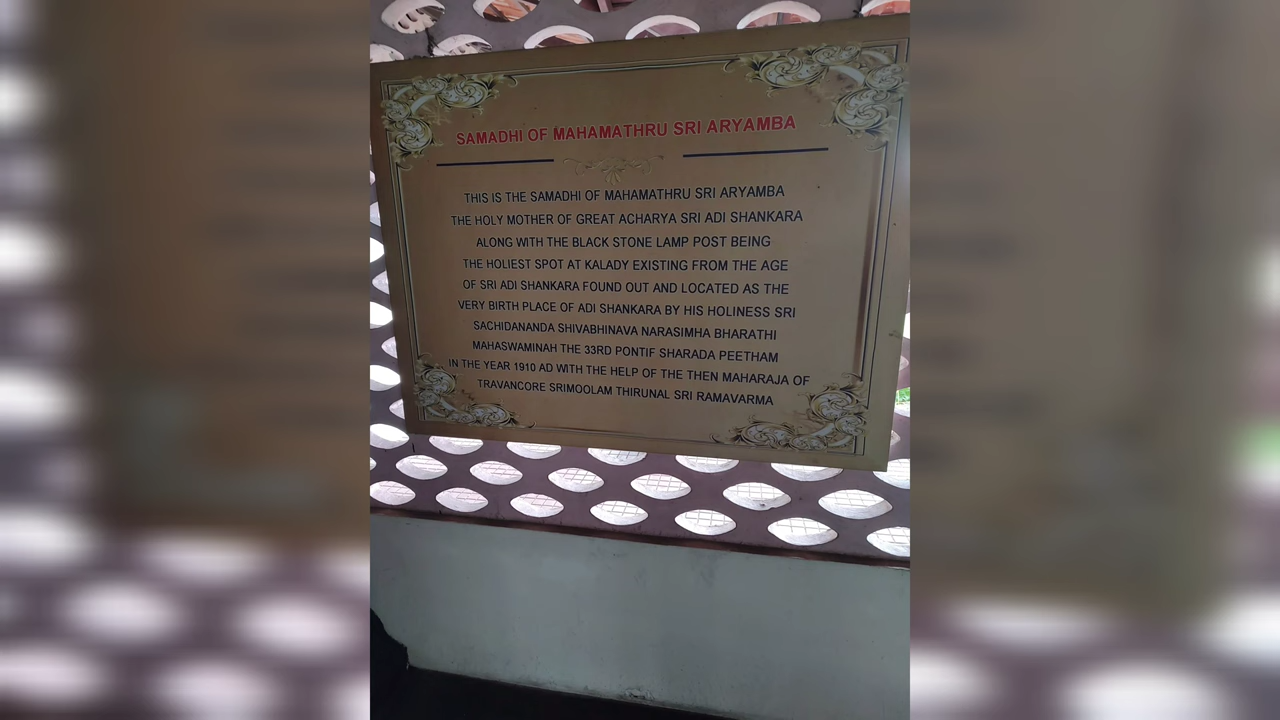 SAMADHI OF MAHAMATHRU SRI ARYAMBA
THIS IS THE SAMADHI OF MAHAMATHRU SRI ARYAMBA
THE HOLY MOTHER OF GREAT ACHARYA SRI ADI SHANKARA
ALONG WITH THE BLACK STONE LAMP POST BEING
THE HOLIEST SPOT AT KALADY EXISTING FROM THE AGE
OF SRI ADI SHANKARA FOUND OUT AND LOCATED AS THE
VERY BIRTH PLACE OF ADI SHANKARA BY HIS HOLINESS SRI
SACHIDANANDA SHIVABHINAVA NARASIMHA BHARATHI
MAHASWAMINAH THE 33RD PONTIF SHARADA PEETHAM
IN THE YEAR 1910 AD WITH THE HELP OF THE THEN MAHARAJA OF
TRAVANCORE SRIMOOLAM THIRUNAL SRI RAMAVARMA